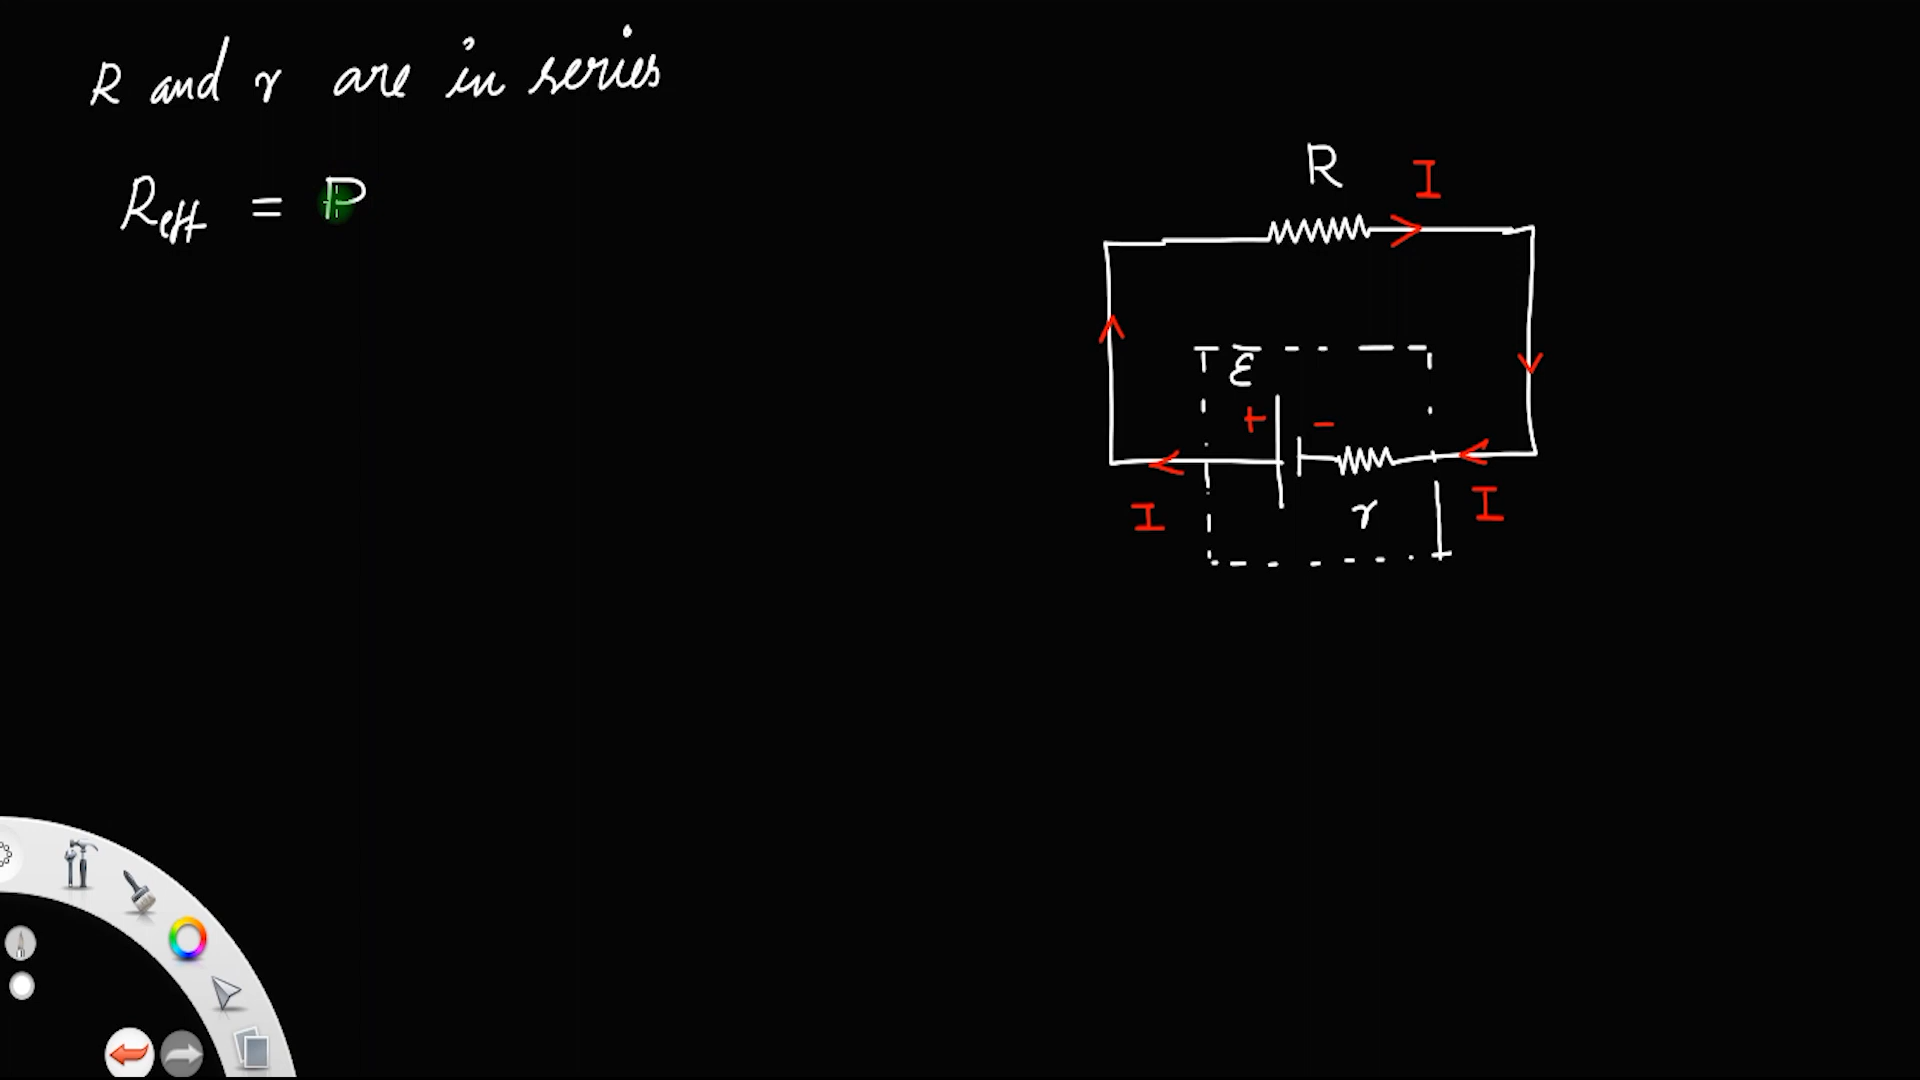 R and r are in series
Reff = P
R I
ε
+ -
I r I